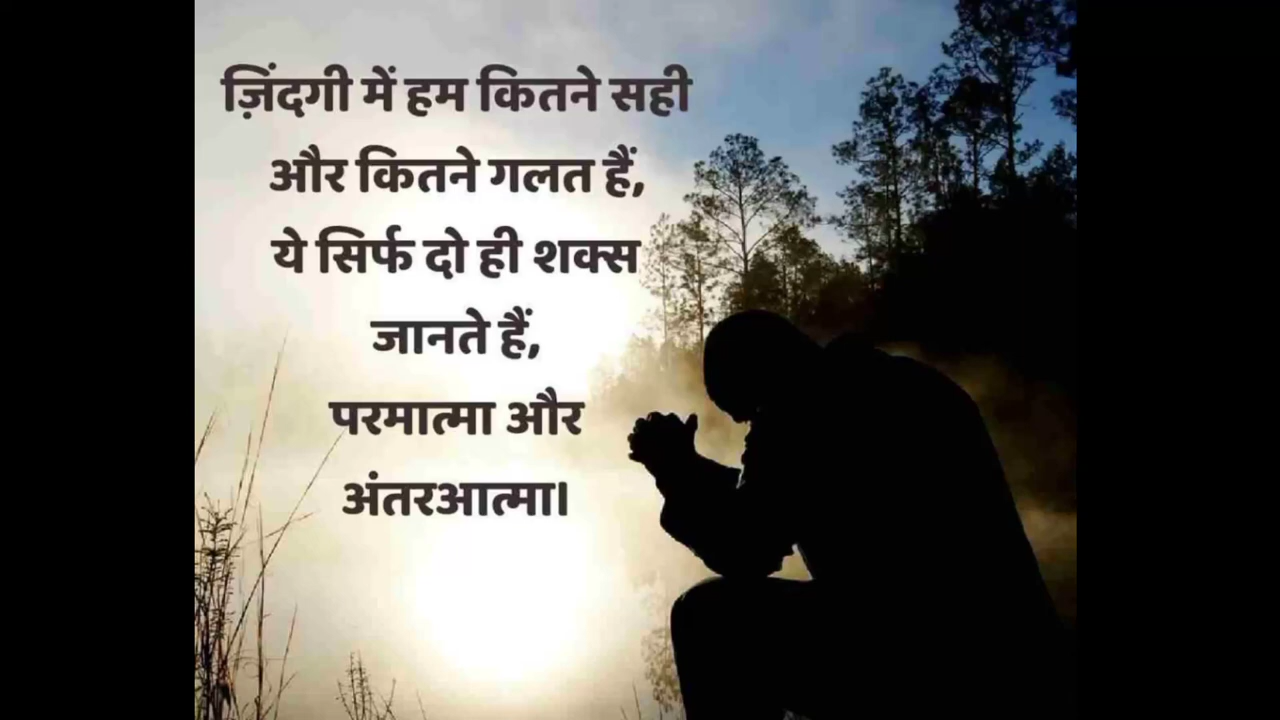 ज़िंदगी में हम कितने सही
और कितने गलत हैं,
ये सिर्फ दो ही शक्स
जानते हैं,
परमात्मा और
अंतरआत्मा।